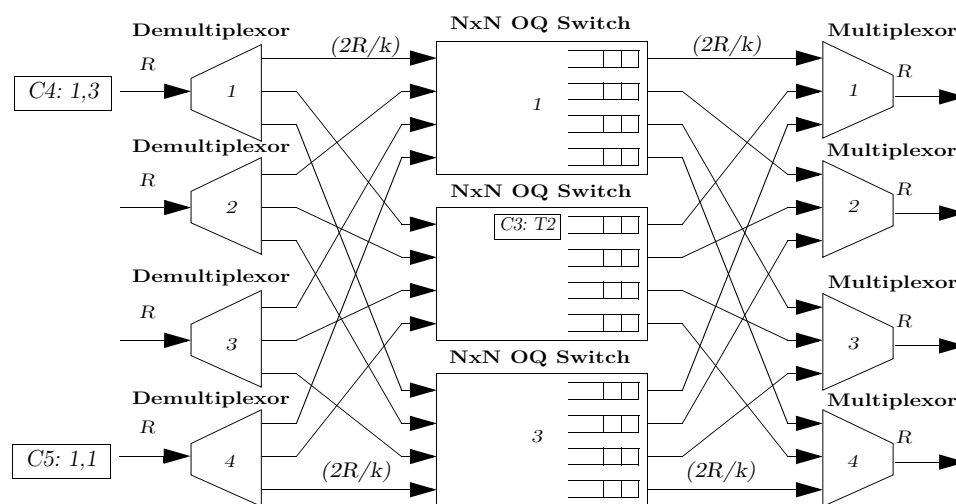 NxN OQ Switch
Demultiplexor
(2R/k)
(2R/k)
Multiplexor
R
R
C4: 1,3
1
1
1
Demultiplexor
Multiplexor
R
R
NxN OQ Switch
2
C3: T2
2
Demultiplexor
Multiplexor
R
R
3
3
NxN OQ Switch
Demultiplexor
Multiplexor
R
R
3
C5: 1,1
4
(2R/k)
(2R/k)
4